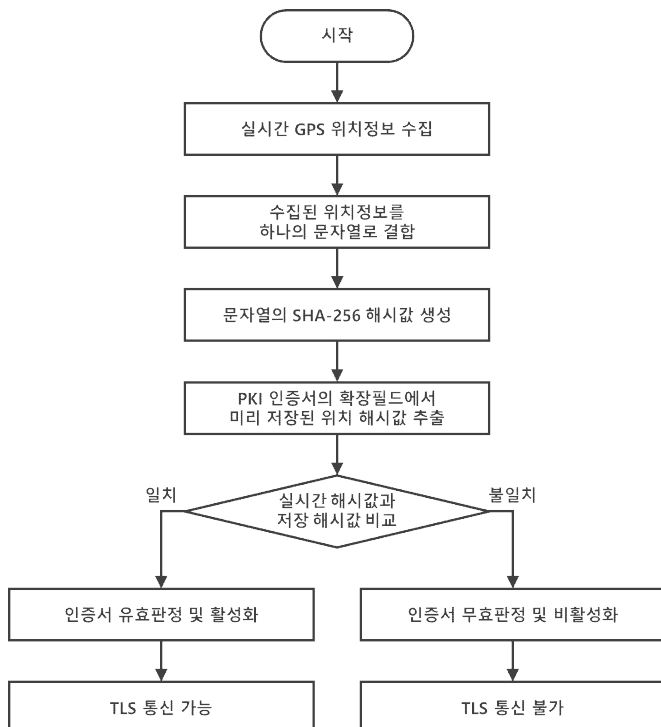 시작
실시간 GPS 위치정보 수집
수집된 위치정보를
하나의 문자열로 결합
문자열의 SHA-256 해시값 생성
PKI 인증서의 확장필드에서
미리 저장된 위치 해시값 추출
실시간 해시값과
저장 해시값 비교
일치
불일치
인증서 유효판정 및 활성화
인증서 무효판정 및 비활성화
TLS 통신 가능
TLS 통신 불가